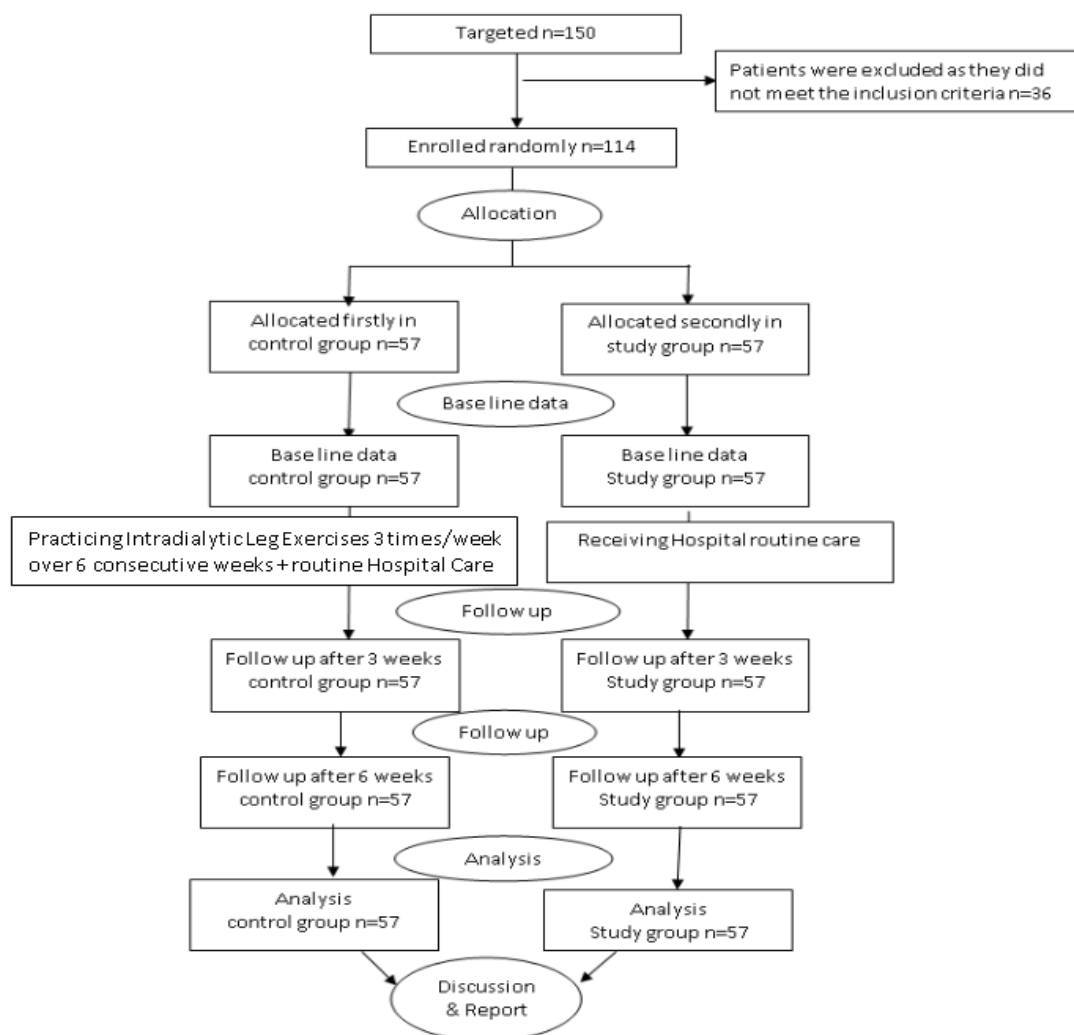 Targeted n=150
Patients were excluded as they did
not meet the inclusion criteria n=36
Enrolled randomly n=114
Allocation
Allocated firstly in
control group n=57
Allocated secondly in
study group n=57
Base line data
Base line data
control group n=57
Base line data
Study group n=57
Practicing Intradialytic Leg Exercises 3 times/week
over 6 consecutive weeks + routine Hospital Care
Receiving Hospital routine care
Follow up
Follow up after 3 weeks
control group n=57
Follow up after 3 weeks
Study group n=57
Follow up
Follow up after 6 weeks
control group n=57
Follow up after 6 weeks
Study group n=57
Analysis
Analysis
control group n=57
Analysis
Study group n=57
Discussion
& Report